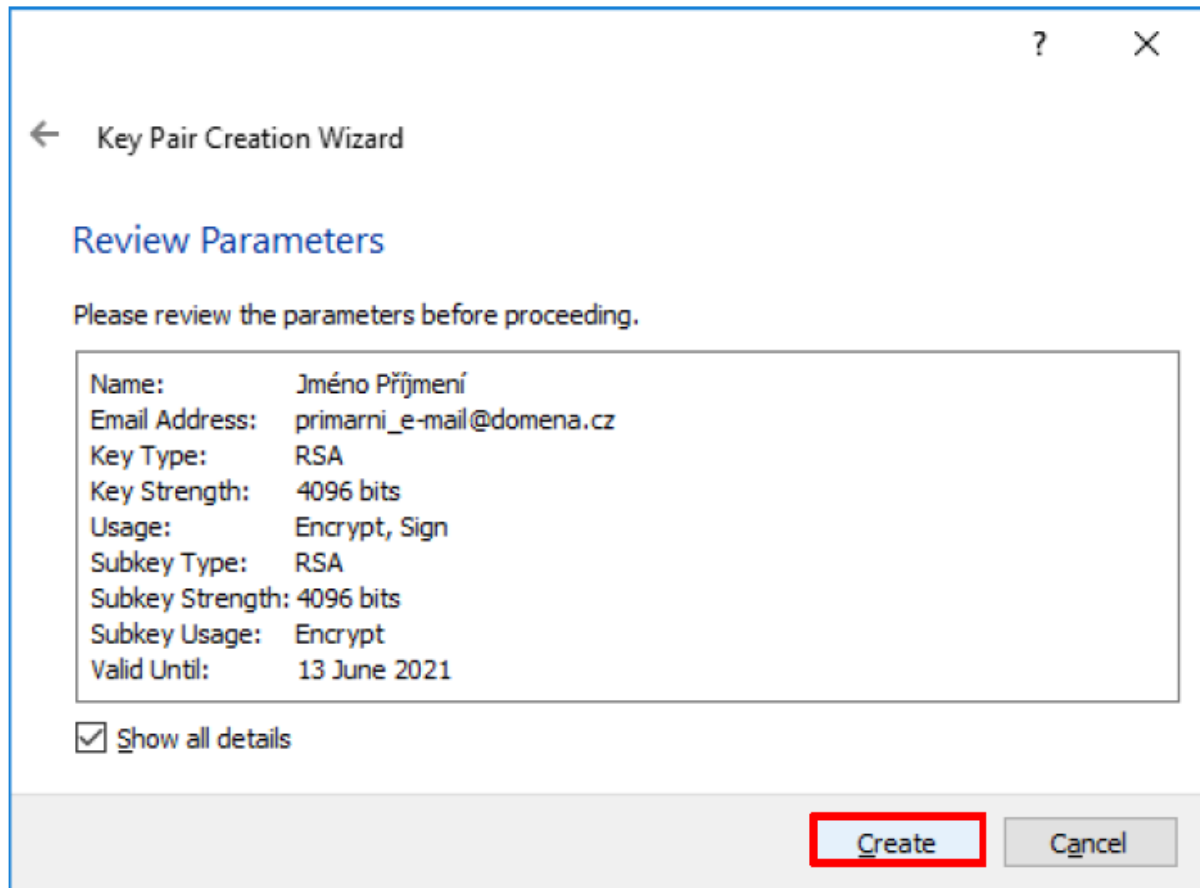 ?
Key Pair Creation Wizard
Review Parameters
Please review the parameters before proceeding.
Name: Jméno Příjmení
Email Address: primarni_e-mail@domena.cz
Key Type: RSA
Key Strength: 4096 bits
Usage: Encrypt, Sign
Subkey Type: RSA
Subkey Strength: 4096 bits
Subkey Usage: Encrypt
Valid Until: 13 June 2021
Show all details
Create Cancel